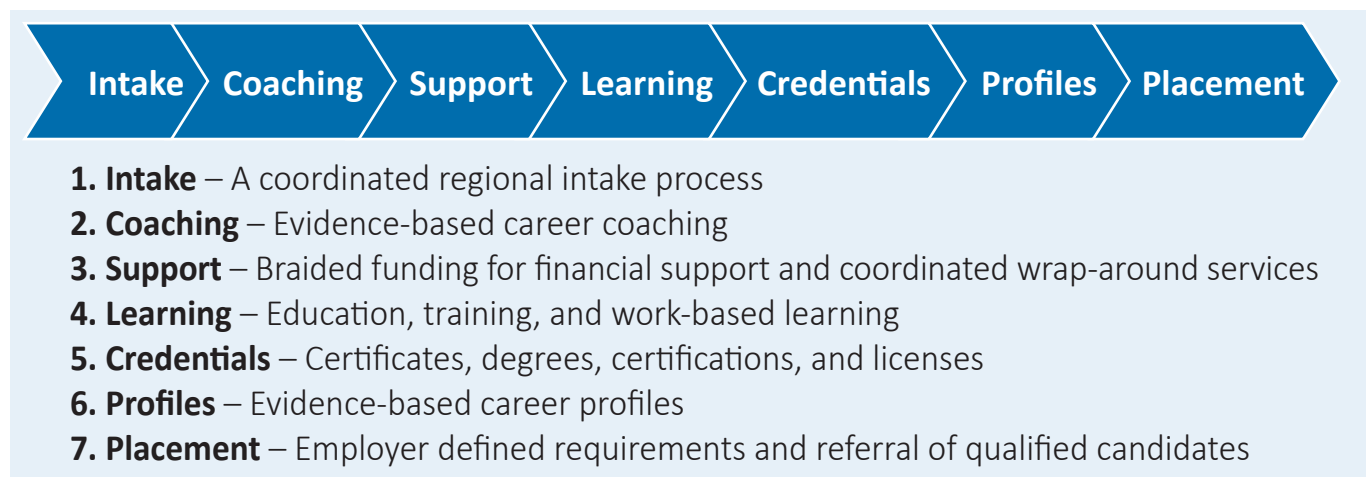 Intake Coaching Support Learning Credentials Profiles Placement
1. Intake – A coordinated regional intake process
2. Coaching – Evidence-based career coaching
3. Support – Braided funding for financial support and coordinated wrap-around services
4. Learning – Education, training, and work-based learning
5. Credentials – Certificates, degrees, certifications, and licenses
6. Profiles – Evidence-based career profiles
7. Placement – Employer defined requirements and referral of qualified candidates